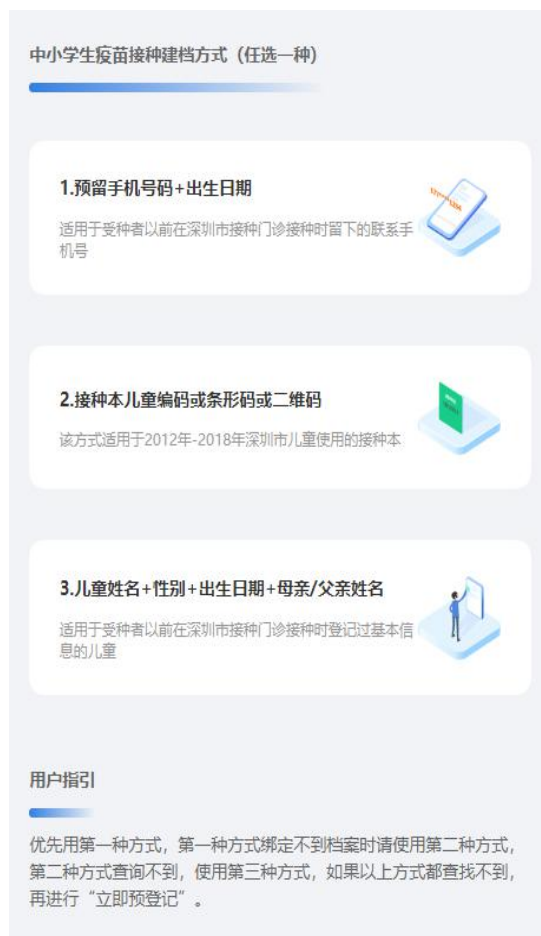 中小学生疫苗接种建档方式（任选一种）
1.预留手机号码+出生日期
适用于受种者以前在深圳市接种门诊接种时留下的联系手
机号
2.接种本儿童编码或条形码或二维码
该方式适用于2012年-2018年深圳市儿童使用的接种本
3.儿童姓名+性别+出生日期+母亲/父亲姓名
适用于受种者以前在深圳市接种门诊接种时登记过基本信
息的儿童
用户指引
优先用第一种方式，第一种方式绑定不到档案时请使用第二种方式，
第二种方式查询不到，使用第三种方式，如果以上方式都查找不到，
再进行“立即预登记”。